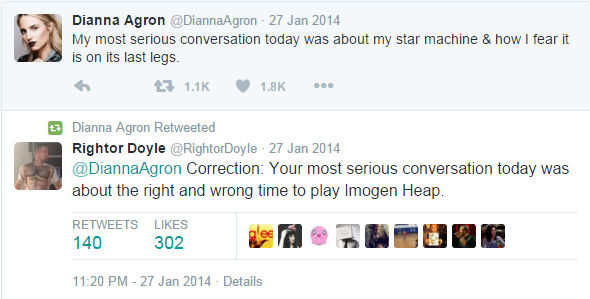 Dianna Agron @DiannaAgron · 27 Jan 2014
My most serious conversation today was about my star machine & how I fear it
is on its last legs.
1.1K 1.8K
Dianna Agron Retweeted
Rightor Doyle @RightorDoyle · 27 Jan 2014
@DiannaAgron Correction: Your most serious conversation today was
about the right and wrong time to play Imogen Heap.
RETWEETS LIKES
140 302
glee
11:20 PM - 27 Jan 2014 · Details